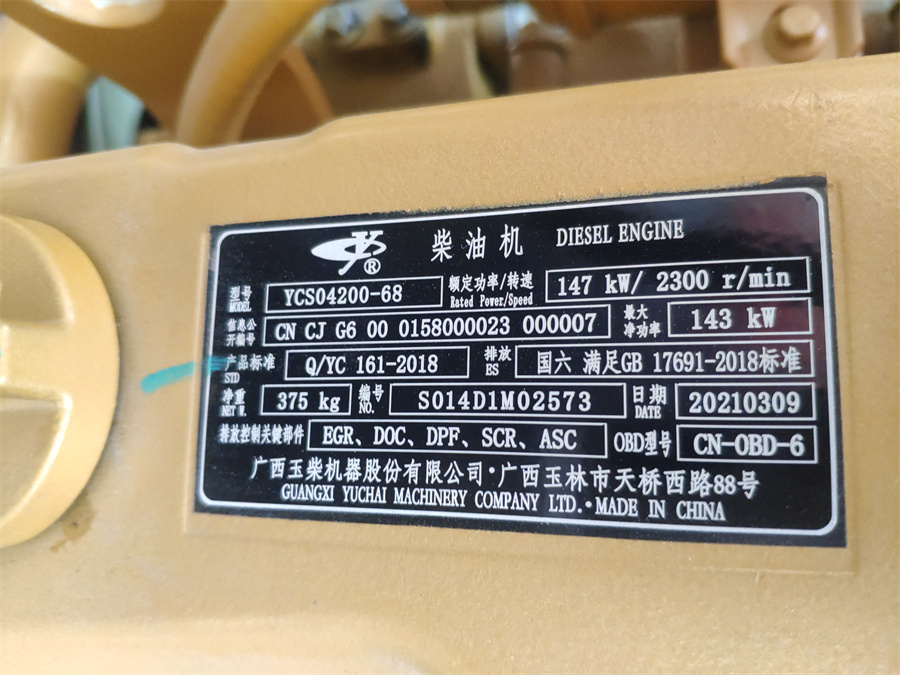 YC ® 柴油机 DIESEL ENGINE
型号 MODEL YCS04200-68 额定功率/转速 Rated Power/Speed 147 kW/ 2300 r/min
信息公开编号 CN CJ G6 00 0158000023 000007 最大净功率 143 kW
产品标准 STD Q/YC 161-2018 排放 ES 国六 满足GB 17691-2018标准
净重 NET W. 375 kg 编号 NO. S014D1M02573 日期 DATE 20210309
排放控制关键部件 EGR、DOC、DPF、SCR、ASC OBD型号 CN-OBD-6
广西玉柴机器股份有限公司·广西玉林市天桥西路88号
GUANGXI YUCHAI MACHINERY COMPANY LTD.·MADE IN CHINA